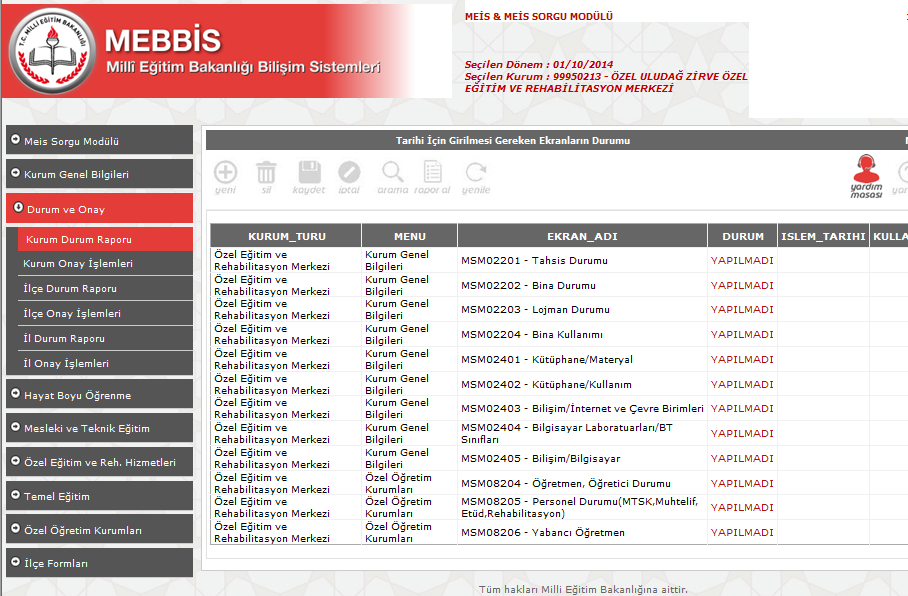 T.C. MİLLÎ EĞİTİM BAKANLIĞI
MEBBİS
Millî Eğitim Bakanlığı Bilişim Sistemleri
MEİS & MEİS SORGU MODÜLÜ
Seçilen Dönem : 01/10/2014
Seçilen Kurum : 99950213 - ÖZEL ULUDAĞ ZİRVE ÖZEL
EĞİTİM VE REHABİLİTASYON MERKEZİ
Meis Sorgu Modülü
Kurum Genel Bilgileri
Durum ve Onay
Kurum Durum Raporu
Kurum Onay İşlemleri
İlçe Durum Raporu
İlçe Onay İşlemleri
İl Durum Raporu
İl Onay İşlemleri
Hayat Boyu Öğrenme
Mesleki ve Teknik Eğitim
Özel Eğitim ve Reh. Hizmetleri
Temel Eğitim
Özel Öğretim Kurumları
İlçe Formları
Tarihi İçin Girilmesi Gereken Ekranların Durumu
yeni sil kaydet iptal arama rapor al yenile yardım
masası
KURUM_TURU MENU EKRAN_ADI DURUM ISLEM_TARIHI KULLA
Özel Eğitim ve Kurum Genel
Rehabilitasyon Merkezi Bilgileri MSM02201 - Tahsis Durumu YAPILMADI
Özel Eğitim ve Kurum Genel
Rehabilitasyon Merkezi Bilgileri MSM02202 - Bina Durumu YAPILMADI
Özel Eğitim ve Kurum Genel
Rehabilitasyon Merkezi Bilgileri MSM02203 - Lojman Durumu YAPILMADI
Özel Eğitim ve Kurum Genel
Rehabilitasyon Merkezi Bilgileri MSM02204 - Bina Kullanımı YAPILMADI
Özel Eğitim ve Kurum Genel
Rehabilitasyon Merkezi Bilgileri MSM02401 - Kütüphane/Materyal YAPILMADI
Özel Eğitim ve Kurum Genel
Rehabilitasyon Merkezi Bilgileri MSM02402 - Kütüphane/Kullanım YAPILMADI
Özel Eğitim ve Kurum Genel
Rehabilitasyon Merkezi Bilgileri MSM02403 - Bilişim/İnternet ve Çevre Birimleri YAPILMADI
Özel Eğitim ve Kurum Genel MSM02404 - Bilgisayar Laboratuarları/BT
Rehabilitasyon Merkezi Bilgileri Sınıfları YAPILMADI
Özel Eğitim ve Kurum Genel
Rehabilitasyon Merkezi Bilgileri MSM02405 - Bilişim/Bilgisayar YAPILMADI
Özel Eğitim ve Özel Öğretim
Rehabilitasyon Merkezi Kurumları MSM08204 - Öğretmen, Öğretici Durumu YAPILMADI
Özel Eğitim ve Özel Öğretim MSM08205 - Personel Durumu(MTSK,Muhtelif,
Rehabilitasyon Merkezi Kurumları Etüd,Rehabilitasyon) YAPILMADI
Özel Eğitim ve Özel Öğretim
Rehabilitasyon Merkezi Kurumları MSM08206 - Yabancı Öğretmen YAPILMADI
Tüm hakları Milli Eğitim Bakanlığına aittir.